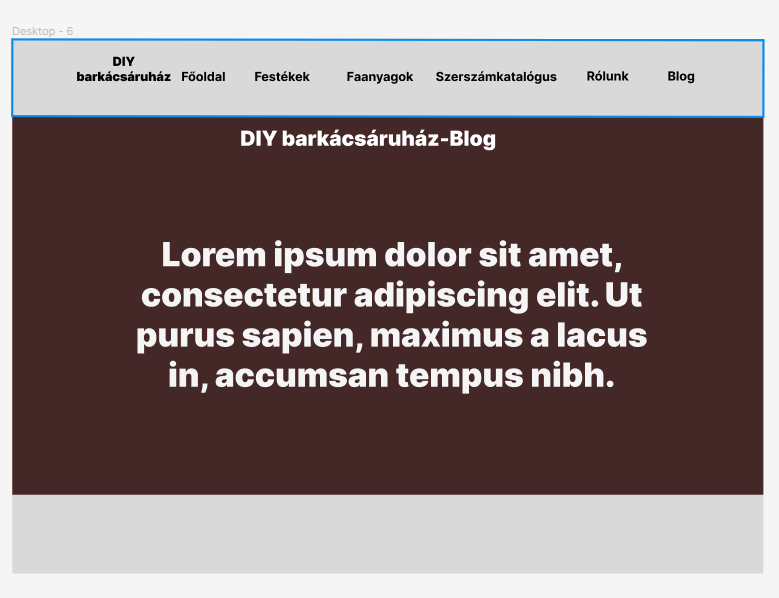 Desktop - 6
DIY
barkácsáruház Főoldal Festékek Faanyagok Szerszámkatalógus Rólunk Blog
DIY barkácsáruház-Blog
Lorem ipsum dolor sit amet,
consectetur adipiscing elit. Ut
purus sapien, maximus a lacus
in, accumsan tempus nibh.